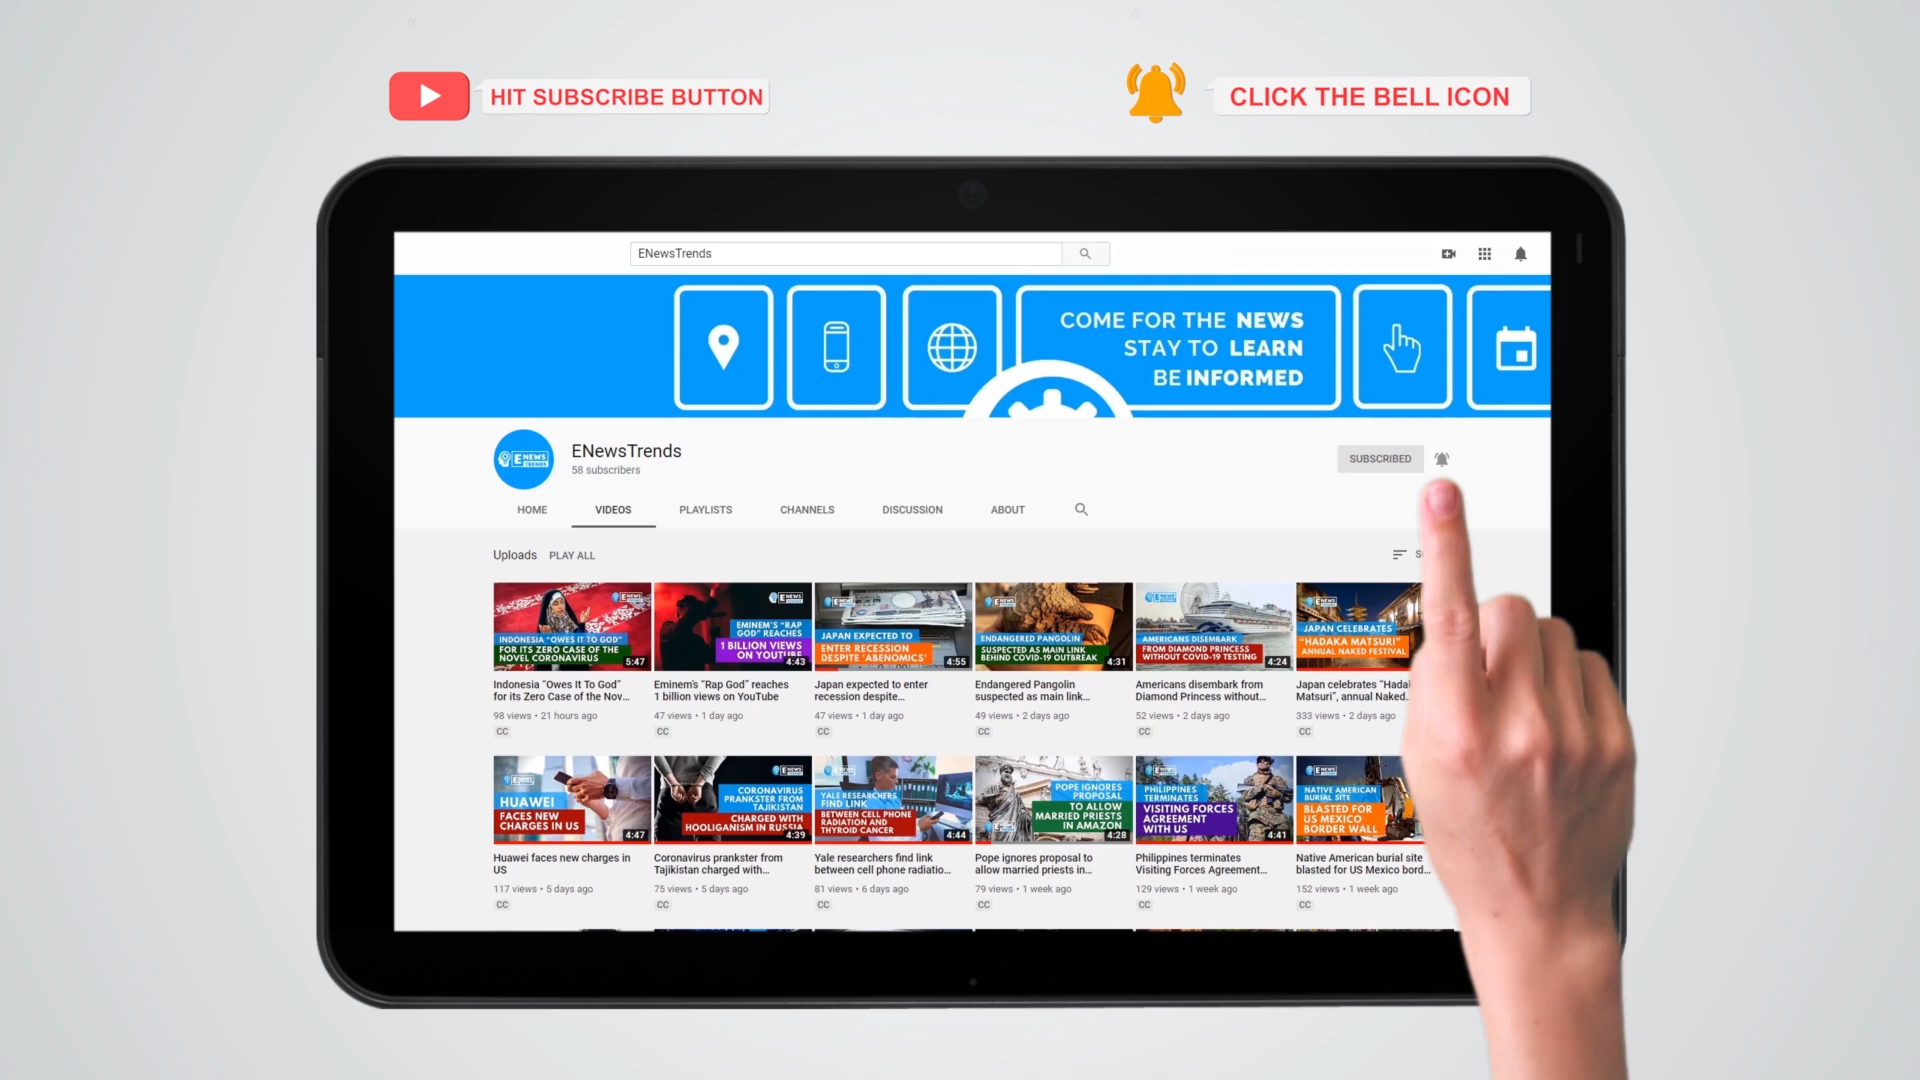 HIT SUBSCRIBE BUTTON
CLICK THE BELL ICON
ENewsTrends
COME FOR THE NEWS
STAY TO LEARN
BE INFORMED
E NEWS
TRENDS
ENewsTrends
58 subscribers
SUBSCRIBED
HOME VIDEOS PLAYLISTS CHANNELS DISCUSSION ABOUT
Uploads PLAY ALL
INDONESIA "OWES IT TO GOD"
FOR ITS ZERO CASE OF THE
NOVEL CORONAVIRUS
5:47
EMINEM'S "RAP
GOD" REACHES
1 BILLION VIEWS
ON YOUTUBE
4:43
JAPAN EXPECTED TO
ENTER RECESSION
DESPITE 'ABENOMICS'
4:55
ENDANGERED PANGOLIN
SUSPECTED AS MAIN LINK
BEHIND COVID-19 OUTBREAK
4:31
AMERICANS DISEMBARK
FROM DIAMOND PRINCESS
WITHOUT COVID-19 TESTING
4:24
JAPAN CELEBRATES
"HADAKA MATSURI"
ANNUAL NAKED FESTIVAL
Indonesia "Owes It To God"
for its Zero Case of the Nov...
98 views • 21 hours ago
CC
Eminem's "Rap God" reaches
1 billion views on YouTube
47 views • 1 day ago
CC
Japan expected to enter
recession despite...
47 views • 1 day ago
CC
Endangered Pangolin
suspected as main link...
49 views • 2 days ago
CC
Americans disembark from
Diamond Princess without...
52 views • 2 days ago
CC
Japan celebrates "Hadal
Matsuri", annual Naked..
333 views • 2 days ago
CC
HUAWEI
FACES NEW
CHARGES IN US
4:47
CORONAVIRUS
PRANKSTER FROM
TAJIKISTAN
CHARGED WITH
HOOLIGANISM IN RUSSIA
4:39
YALE RESEARCHERS
FIND LINK
BETWEEN CELL PHONE
RADIATION AND
THYROID CANCER
4:44
POPE IGNORES
PROPOSAL
TO ALLOW
MARRIED PRIESTS
IN AMAZON
4:28
PHILIPPINES
TERMINATES
VISITING FORCES
AGREEMENT
WITH US
4:41
NATIVE AMERICAN
BURIAL SITE
BLASTED FOR
US MEXICO
BORDER WALL
Huawei faces new charges in
US
117 views • 5 days ago
CC
Coronavirus prankster from
Tajikistan charged with...
75 views • 5 days ago
CC
Yale researchers find link
between cell phone radiatio...
81 views • 6 days ago
CC
Pope ignores proposal to
allow married priests in...
79 views • 1 week ago
CC
Philippines terminates
Visiting Forces Agreement...
129 views • 1 week ago
CC
Native American burial site
blasted for US Mexico bord...
152 views • 1 week ago
CC